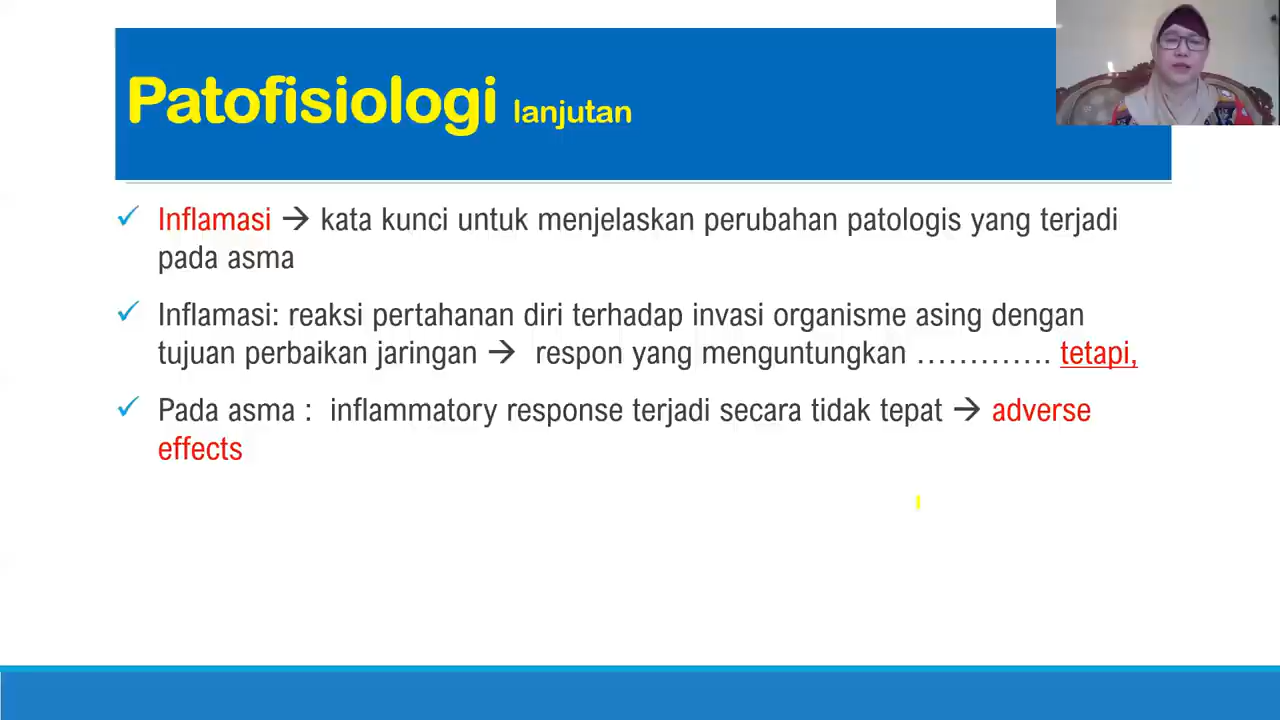 Patofisiologi lanjutan
✓ Inflamasi → kata kunci untuk menjelaskan perubahan patologis yang terjadi
pada asma
✓ Inflamasi: reaksi pertahanan diri terhadap invasi organisme asing dengan
tujuan perbaikan jaringan → respon yang menguntungkan …………. tetapi,
✓ Pada asma : inflammatory response terjadi secara tidak tepat → adverse
effects